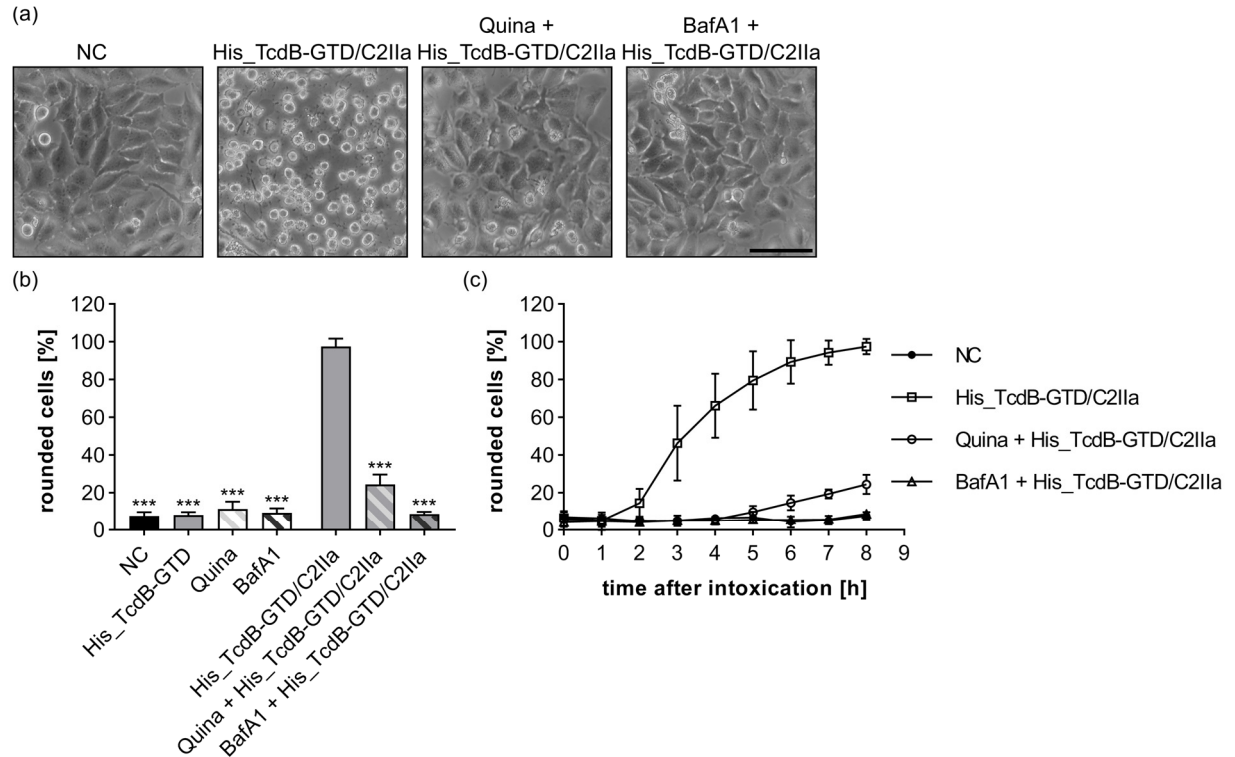 (a)
NC
His_TcdB-GTD/C2IIa
Quina +
His_TcdB-GTD/C2IIa
BafA1 +
His_TcdB-GTD/C2IIa
(b)
rounded cells [%]
120
100
80
60
40
20
0
***
***
***
***
***
***
NC
His_TcdB-GTD
Quina
BafA1
His_TcdB-GTD/C2IIa
Quina + His_TcdB-GTD/C2IIa
BafA1 + His_TcdB-GTD/C2IIa
(c)
rounded cells [%]
120
100
80
60
40
20
0
0 1 2 3 4 5 6 7 8 9
time after intoxication [h]
NC
His_TcdB-GTD/C2IIa
Quina + His_TcdB-GTD/C2IIa
BafA1 + His_TcdB-GTD/C2IIa